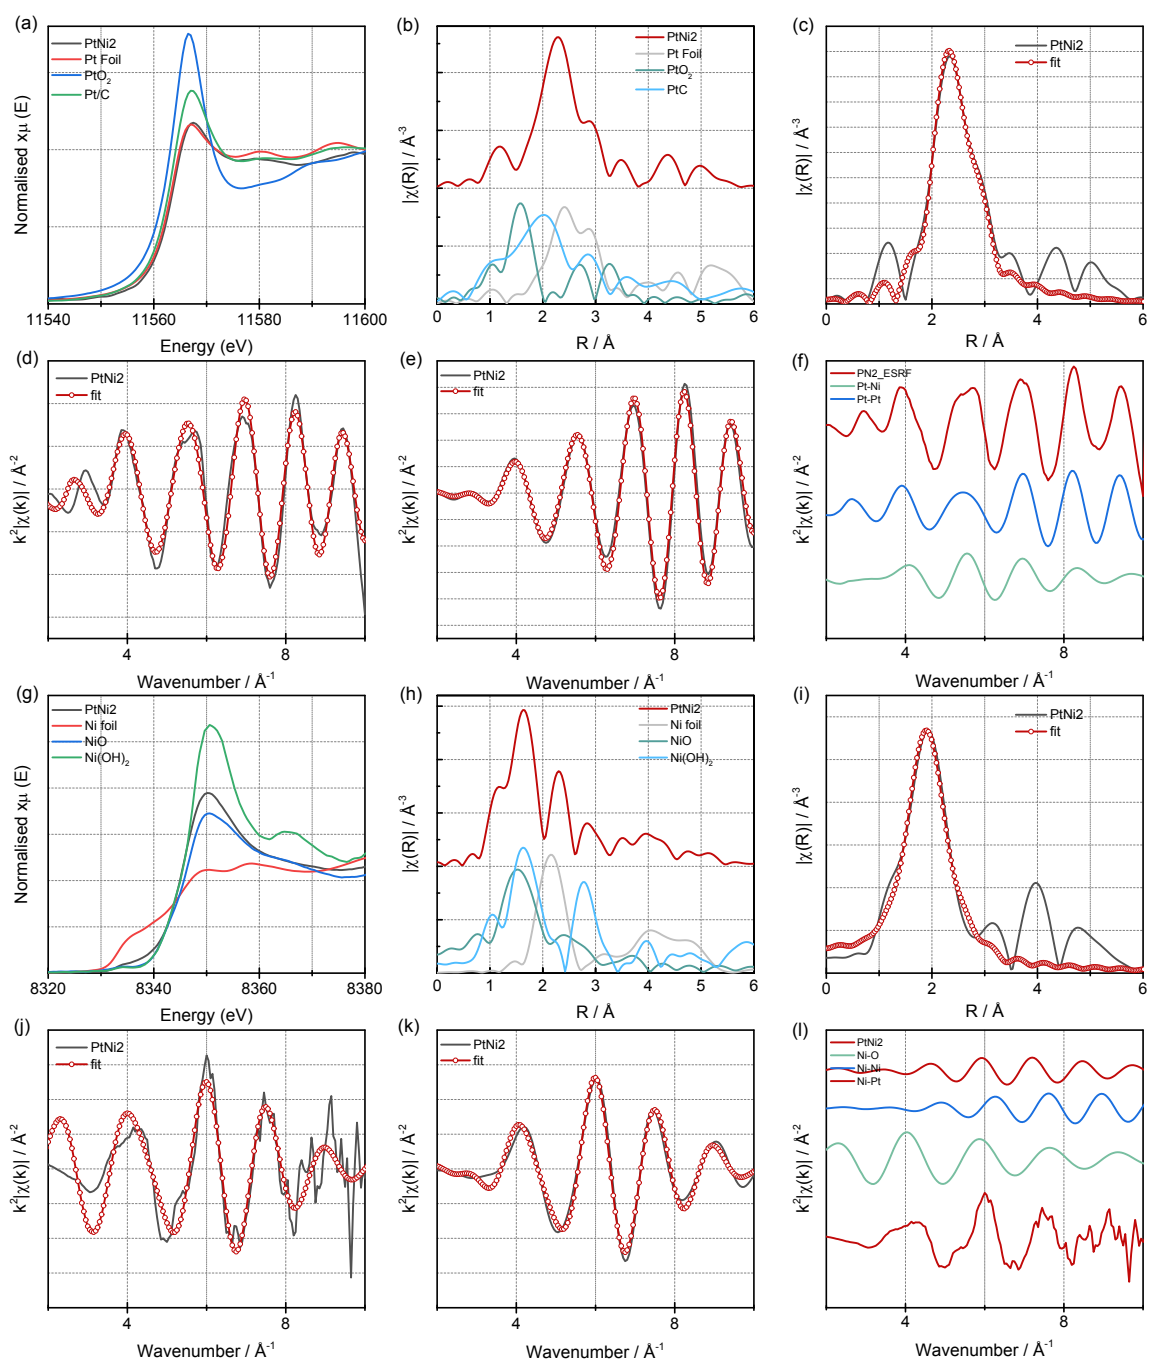 (a)
PtNi2
Pt Foil
PtO2
Pt/C
Normalised xμ (E)
11540 11560 11580 11600
Energy (eV)
(b)
PtNi2
Pt Foil
PtO2
PtC
|χ(R)| / Å-3
0 1 2 3 4 5 6
R / Å
(c)
PtNi2
fit
|χ(R)| / Å-3
0 2 4 6
R / Å
(d)
PtNi2
fit
k2|χ(k)| / Å-2
4 8
Wavenumber / Å-1
(e)
PtNi2
fit
k2|χ(k)| / Å-2
4 8
Wavenumber / Å-1
(f)
PN2_ESRF
Pt-Ni
Pt-Pt
k2|χ(k)| / Å-2
4 8
Wavenumber / Å-1
(g)
PtNi2
Ni foil
NiO
Ni(OH)2
Normalised xμ (E)
8320 8340 8360 8380
Energy (eV)
(h)
PtNi2
Ni foil
NiO
Ni(OH)2
|χ(R)| / Å-3
0 1 2 3 4 5 6
R / Å
(i)
PtNi2
fit
|χ(R)| / Å-3
0 2 4 6
R / Å
(j)
PtNi2
fit
k2|χ(k)| / Å-2
4 8
Wavenumber / Å-1
(k)
PtNi2
fit
k2|χ(k)| / Å-2
4 8
Wavenumber / Å-1
(l)
PtNi2
Ni-O
Ni-Ni
Ni-Pt
k2|χ(k)| / Å-2
4 8
Wavenumber / Å-1